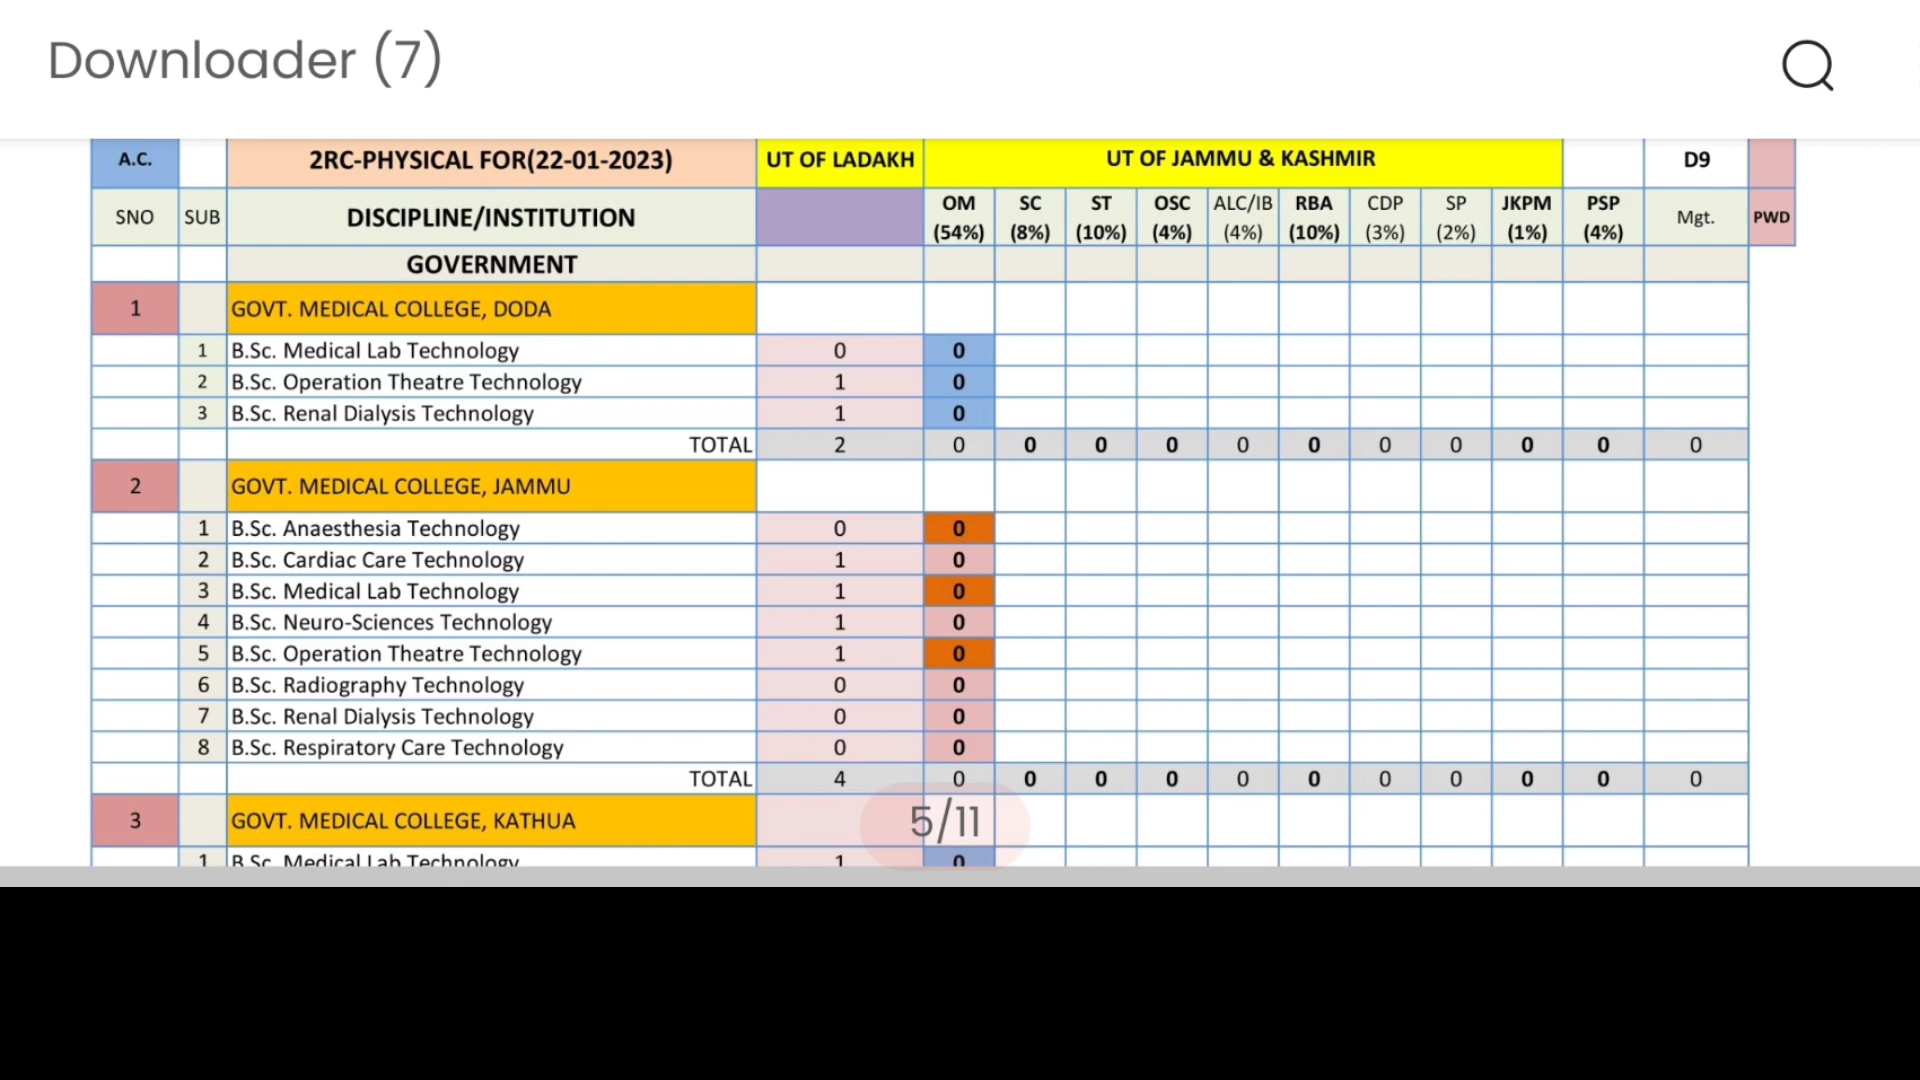 Downloader (7)
A.C. 2RC-PHYSICAL FOR(22-01-2023) UT OF LADAKH UT OF JAMMU & KASHMIR D9
SNO SUB DISCIPLINE/INSTITUTION OM (54%) SC (8%) ST (10%) OSC (4%) ALC/IB (4%) RBA (10%) CDP (3%) SP (2%) JKPM (1%) PSP (4%) Mgt. PWD
GOVERNMENT
1 GOVT. MEDICAL COLLEGE, DODA
1 B.Sc. Medical Lab Technology 0 0
2 B.Sc. Operation Theatre Technology 1 0
3 B.Sc. Renal Dialysis Technology 1 0
TOTAL 2 0 0 0 0 0 0 0 0 0 0 0
2 GOVT. MEDICAL COLLEGE, JAMMU
1 B.Sc. Anaesthesia Technology 0 0
2 B.Sc. Cardiac Care Technology 1 0
3 B.Sc. Medical Lab Technology 1 0
4 B.Sc. Neuro-Sciences Technology 1 0
5 B.Sc. Operation Theatre Technology 1 0
6 B.Sc. Radiography Technology 0 0
7 B.Sc. Renal Dialysis Technology 0 0
8 B.Sc. Respiratory Care Technology 0 0
TOTAL 4 0 0 0 0 0 0 0 0 0 0 0
3 GOVT. MEDICAL COLLEGE, KATHUA
5/11
1 B.Sc. Medical Lab Technology 1 0